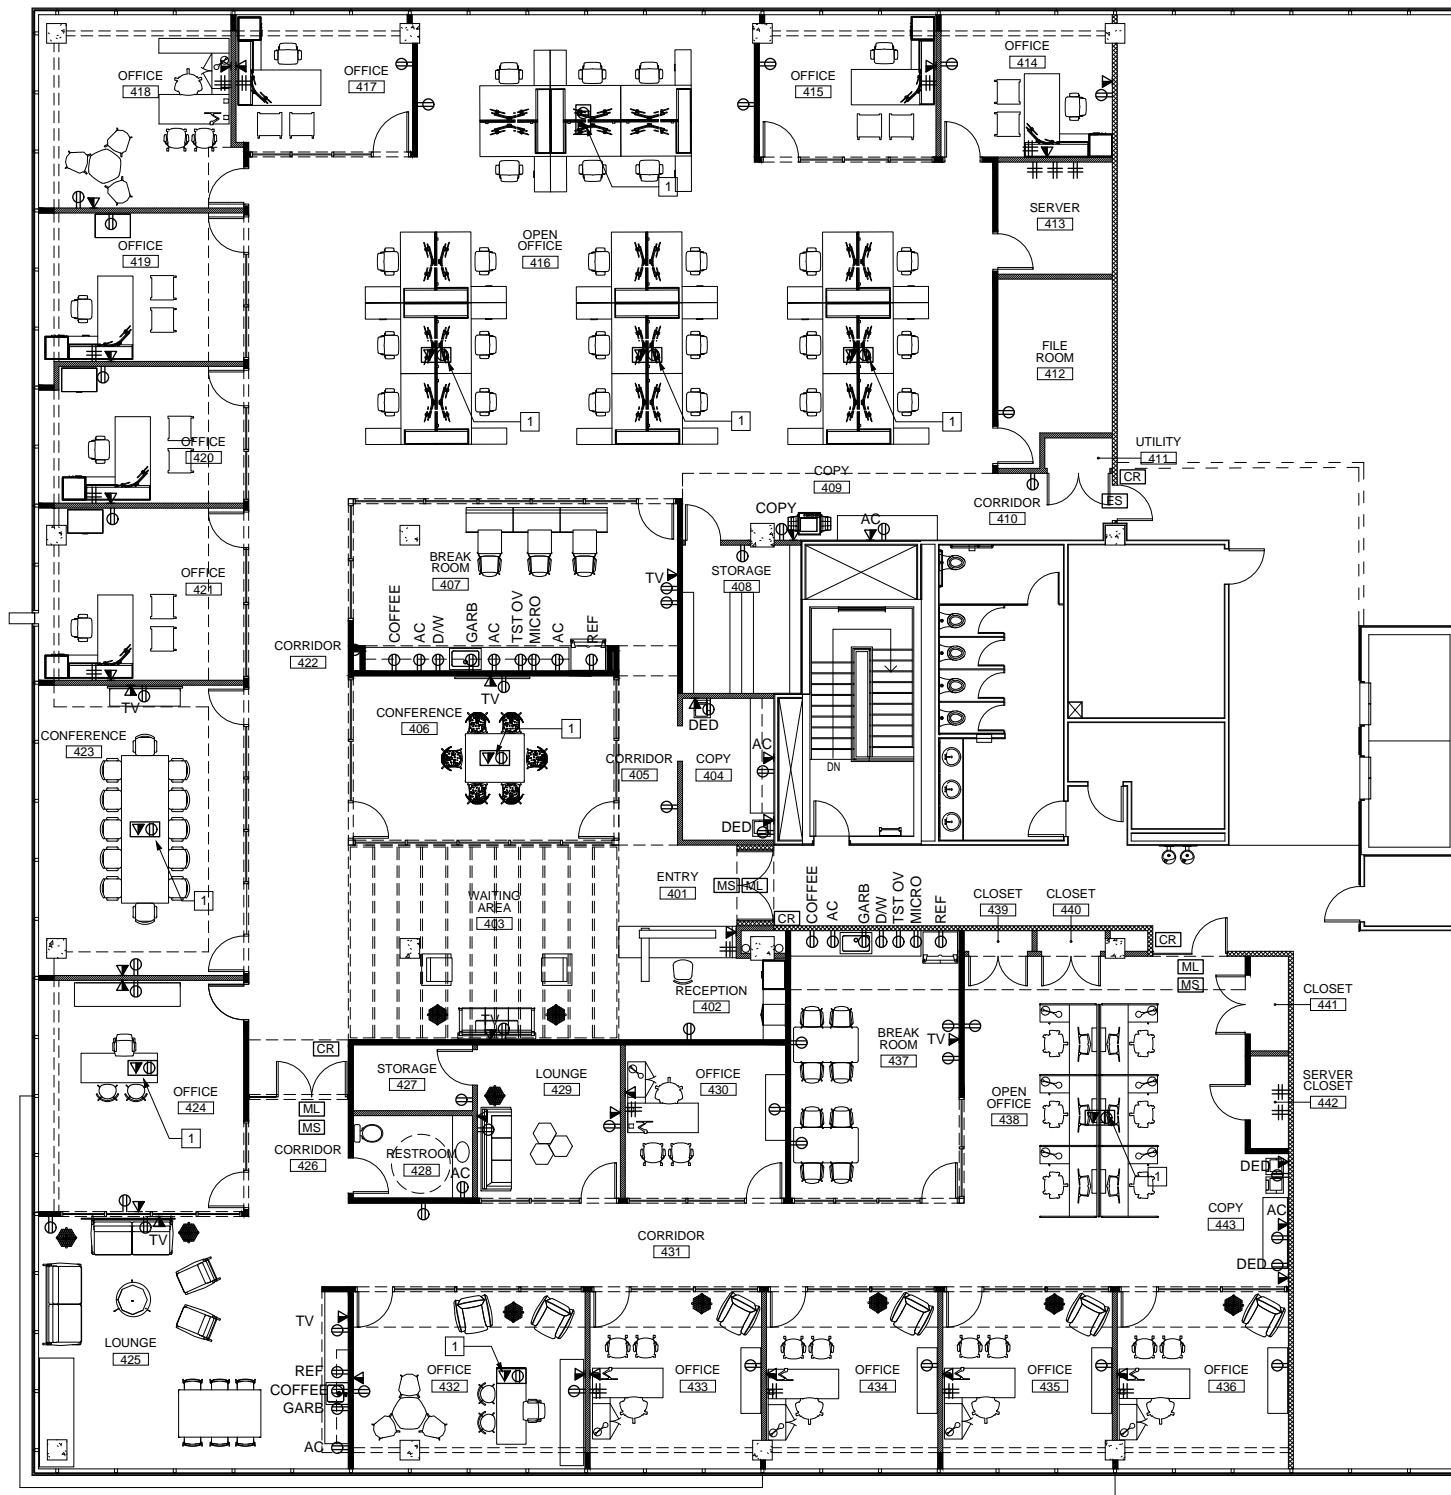 OFFICE
418
OFFICE
417
OFFICE
415
OFFICE
414
1
SERVER
413
OPEN
OFFICE
416
OFFICE
419
FILE
ROOM
412
1
1
1
OFFICE
420
UTILITY
411
CR
COPY
409
CORRIDOR
410
ES
COPY
AC
OFFICE
421
BREAK
ROOM
407
TV
STORAGE
408
COFFEE
AC
D/W
GARB
AC
TST OV
MICRO
AC
REF
CORRIDOR
422
TV
TV
CONFERENCE
406
1
DED
CONFERENCE
423
CORRIDOR
405
COPY
404
AC
DN
DED
1
ENTRY
401
MS
ML
WAITING
AREA
403
CR
COFFEE
AC
GARB
D/W
TST OV
MICRO
REF
CLOSET
439
CLOSET
440
CR
ML
MS
RECEPTION
402
CLOSET
441
TV
BREAK
ROOM
437
TV
CR
STORAGE
427
LOUNGE
429
OFFICE
430
OPEN
OFFICE
438
SERVER
CLOSET
442
OFFICE
424
ML
MS
1
CORRIDOR
426
RESTROOM
428
AC
1
DED
COPY
443
AC
TV
CORRIDOR
431
DED
TV
LOUNGE
425
REF
COFFEE
GARB
AC
1
OFFICE
432
OFFICE
433
OFFICE
434
OFFICE
435
OFFICE
436